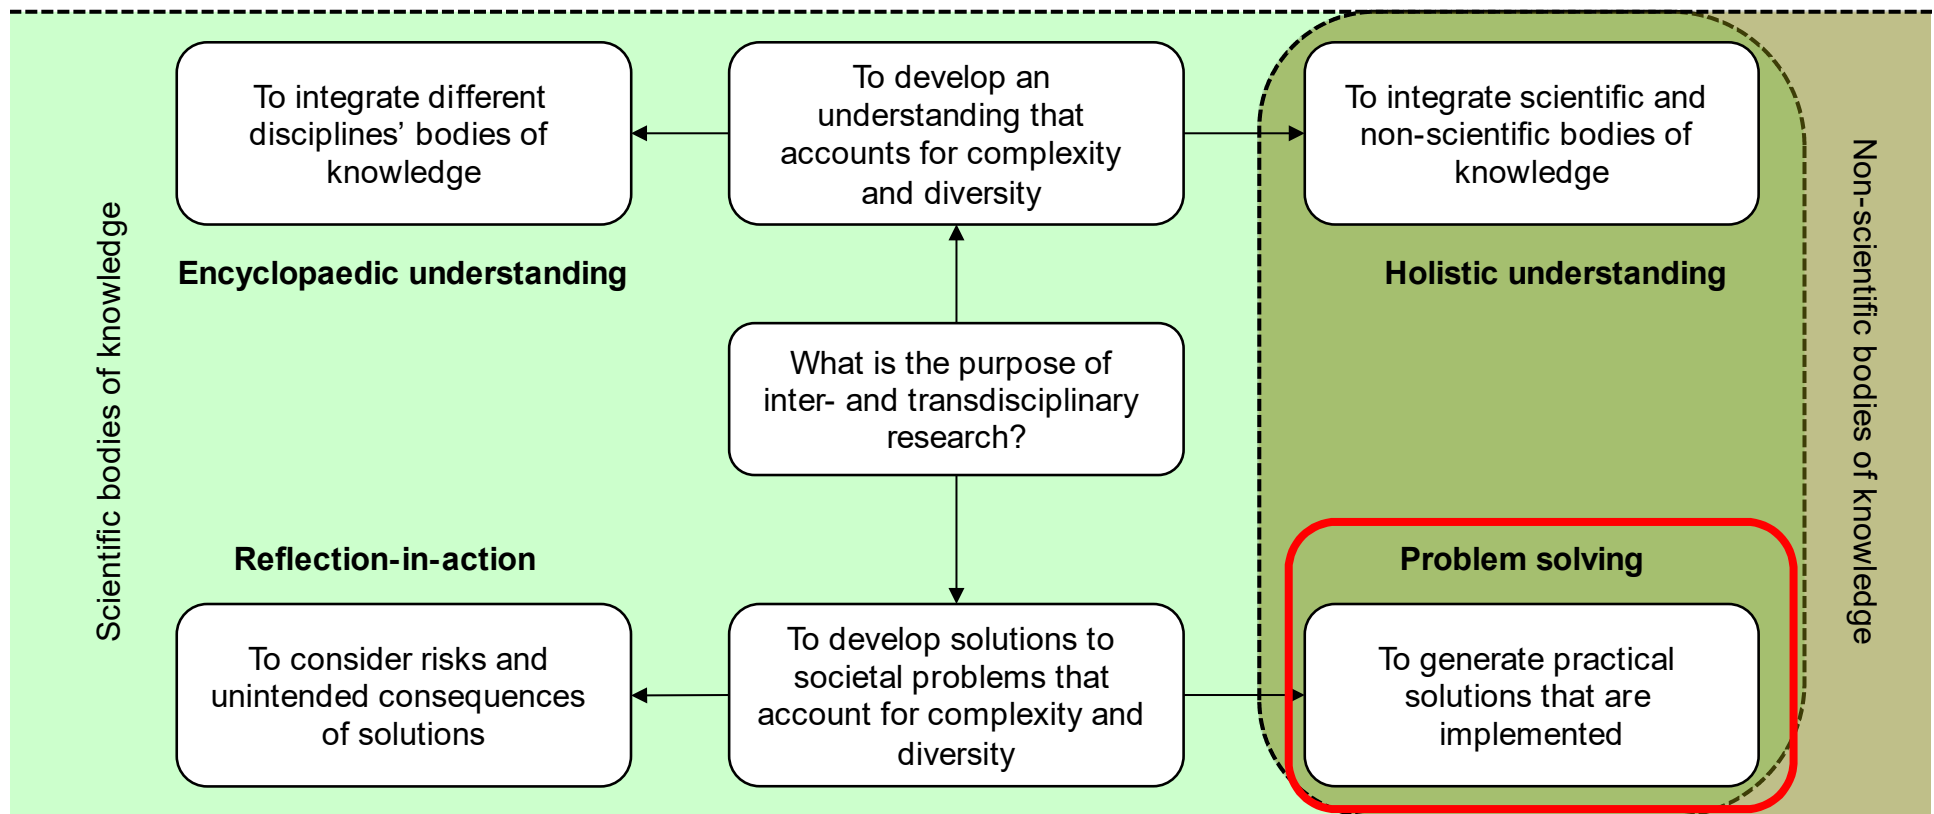 To integrate different
disciplines’ bodies of
knowledge
To develop an
understanding that
accounts for complexity
and diversity
To integrate scientific and
non-scientific bodies of
knowledge
Encyclopaedic understanding
Holistic understanding
Scientific bodies of knowledge
Non-scientific bodies of knowledge
What is the purpose of
inter- and transdisciplinary
research?
Reflection-in-action
Problem solving
To consider risks and
unintended consequences
of solutions
To develop solutions to
societal problems that
account for complexity and
diversity
To generate practical
solutions that are
implemented